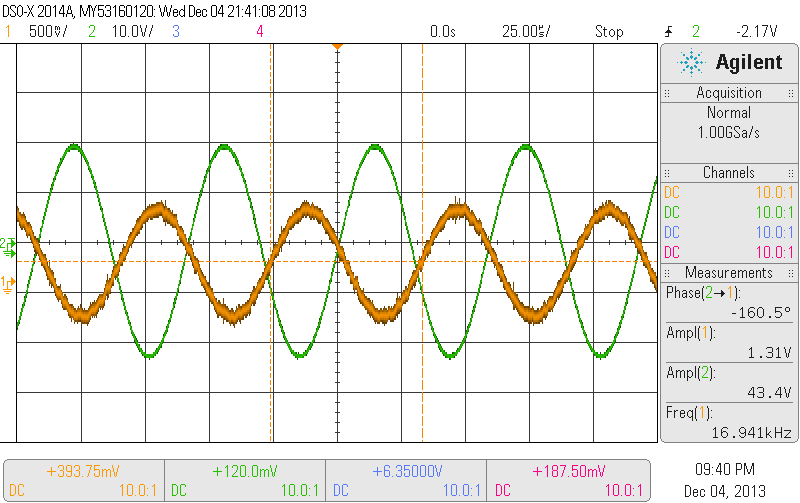 DSO-X 2014A, MY53160120: Wed Dec 04 21:41:08 2013
1 500mV/ 2 10.0V/ 3 4 0.0s 25.00us/ Stop 2 -2.17V
Agilent
Acquisition
Normal
1.00GSa/s
Channels
DC 10.0:1
DC 10.0:1
DC 10.0:1
DC 10.0:1
Measurements
Phase(2→1):
-160.5°
Ampl(1):
1.31V
Ampl(2):
43.4V
Freq(1):
16.941kHz
2
1
+393.75mV +120.0mV +6.35000V +187.50mV
DC 10.0:1 DC 10.0:1 DC 10.0:1 DC 10.0:1
09:40 PM
Dec 04, 2013